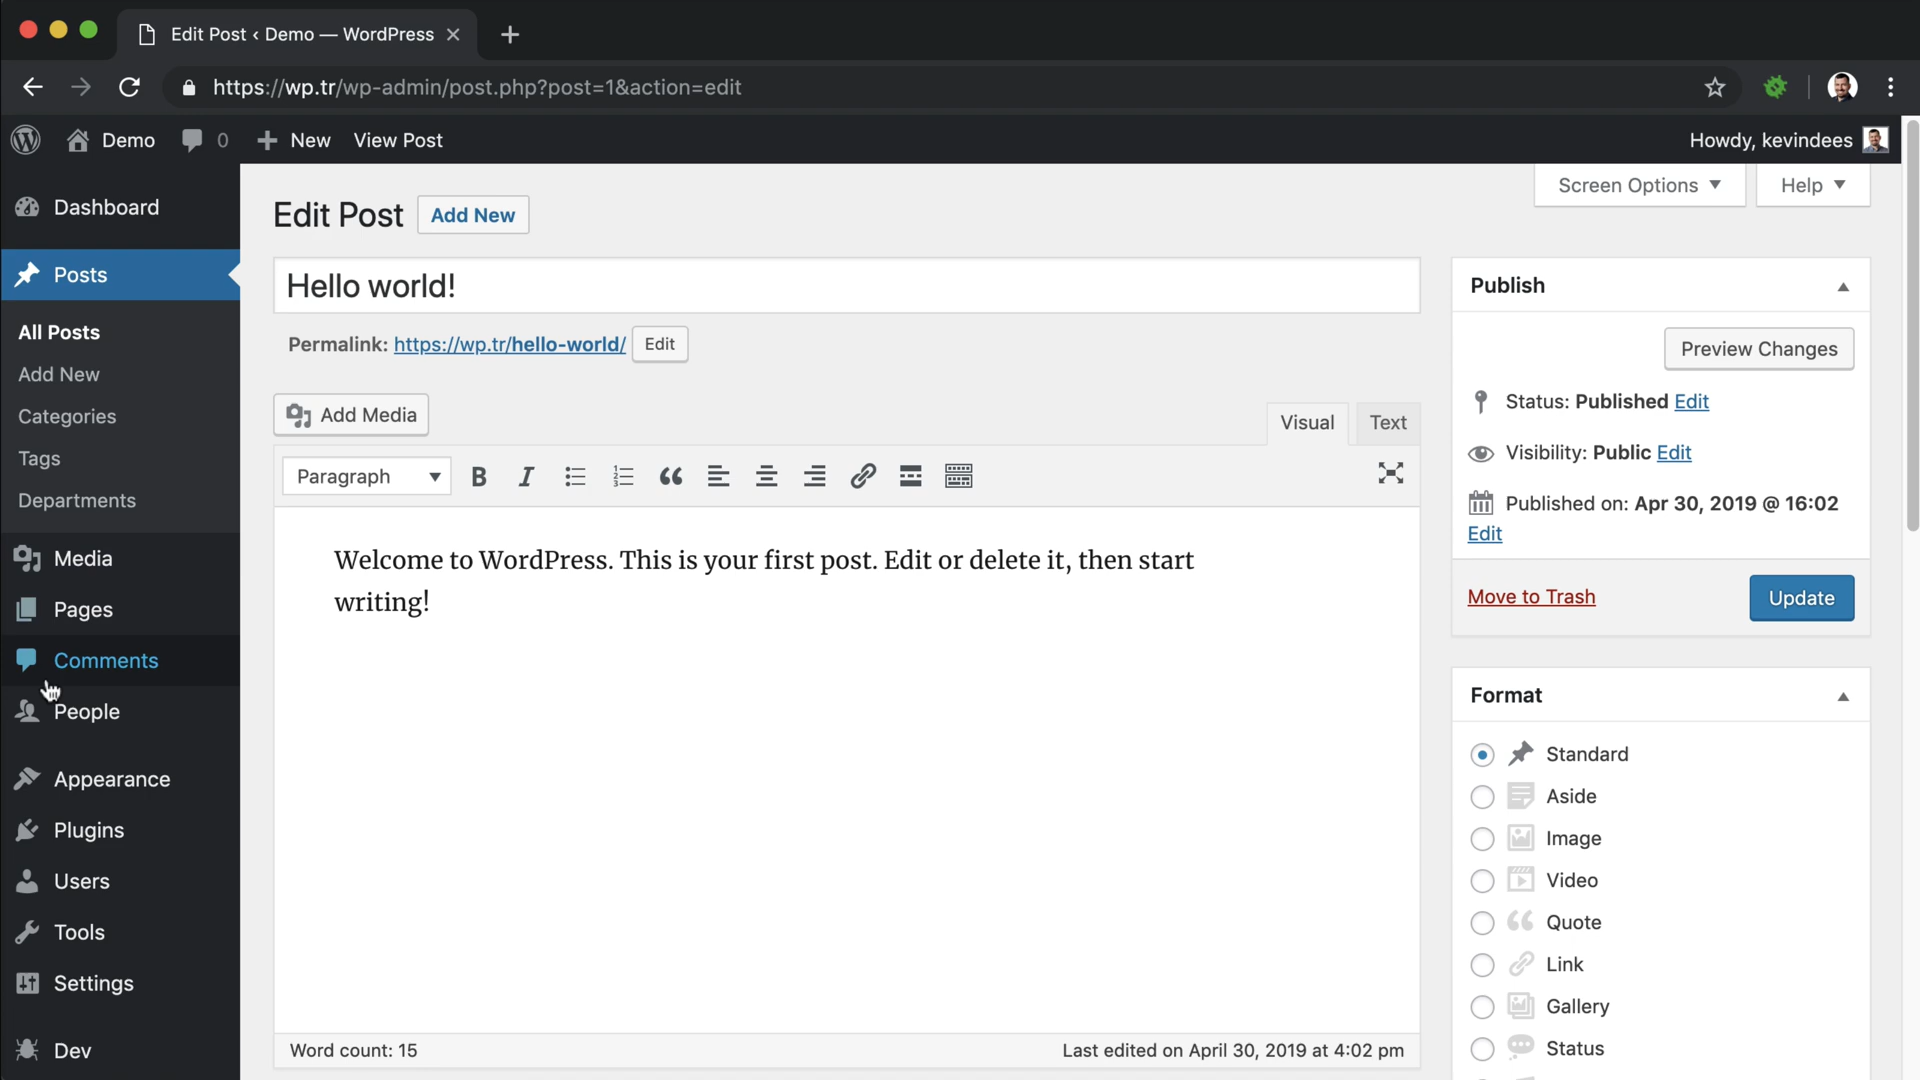 Edit Post ‹ Demo — WordPress
https://wp.tr/wp-admin/post.php?post=1&action=edit
Demo 0 New View Post Howdy, kevindees
Screen Options Help
Dashboard
Posts
All Posts
Add New
Categories
Tags
Departments
Media
Pages
Comments
People
Appearance
Plugins
Users
Tools
Settings
Dev
Edit Post Add New
Hello world!
Permalink: https://wp.tr/hello-world/ Edit
Add Media
Visual Text
Paragraph
Welcome to WordPress. This is your first post. Edit or delete it, then start
writing!
Word count: 15 Last edited on April 30, 2019 at 4:02 pm
Publish
Preview Changes
Status: Published Edit
Visibility: Public Edit
Published on: Apr 30, 2019 @ 16:02
Edit
Move to Trash Update
Format
Standard
Aside
Image
Video
Quote
Link
Gallery
Status